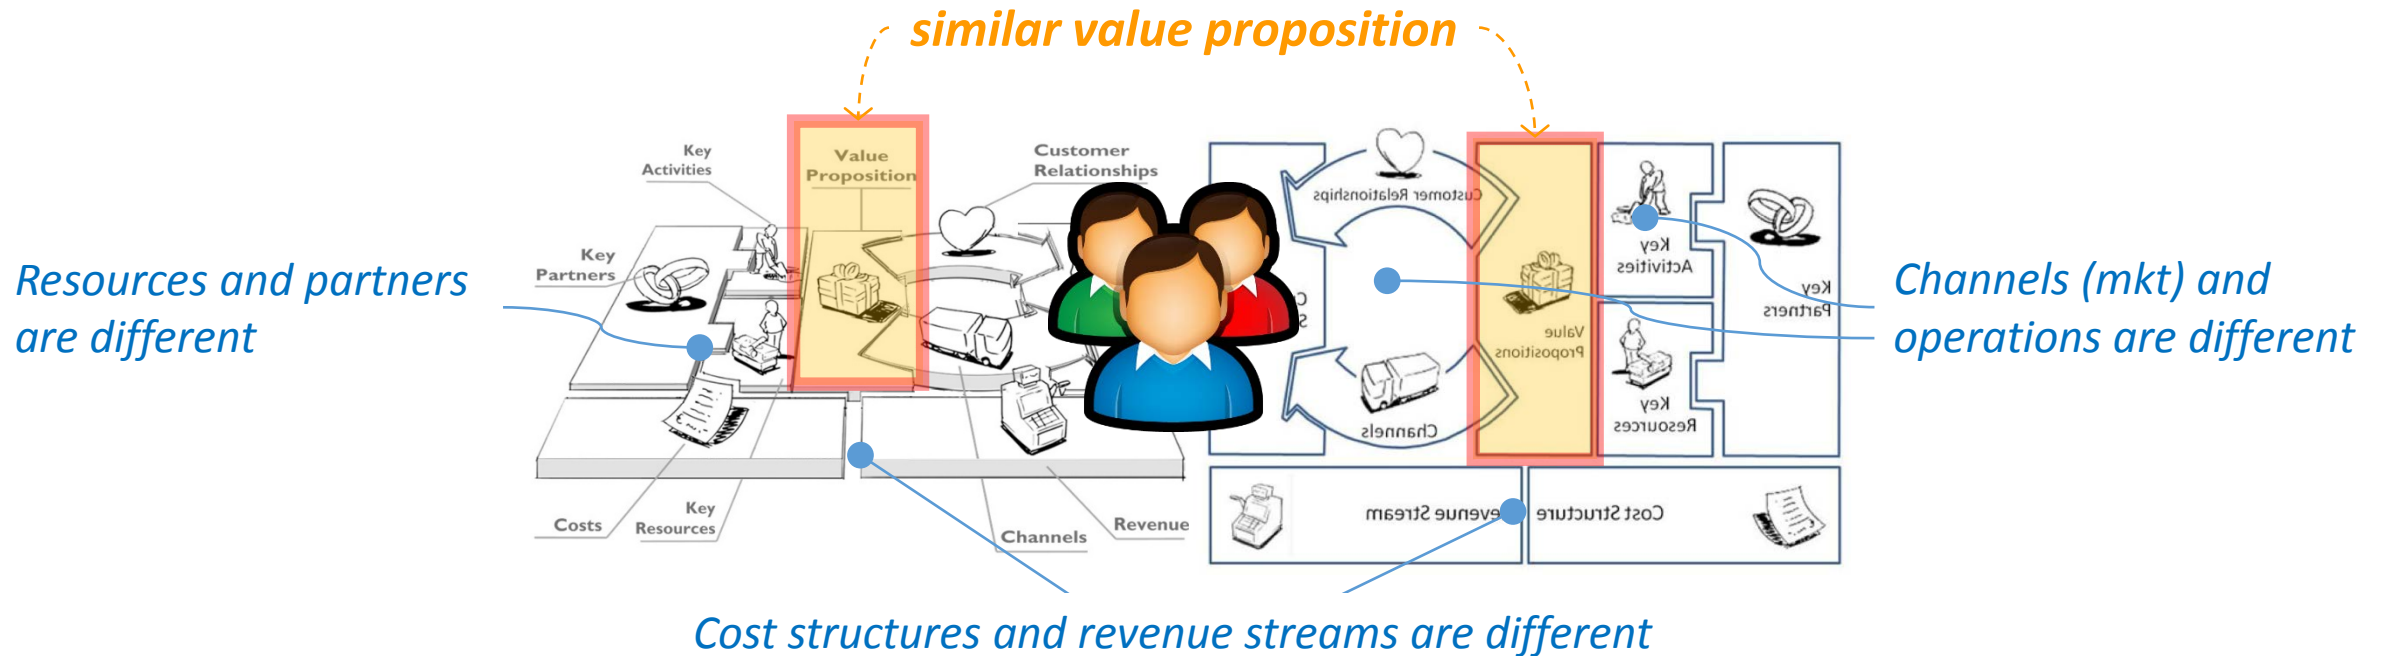 similar value proposition
Key
Activities
Value
Proposition
Customer
Relationships
Key
Partners
Costs
Key
Resources
Channels
Revenue
Customer Relationships
Value
Propositions
Channels
Key
Activities
Key
Partners
Key
Resources
evenue Stream
Cost Structure
Resources and partners
are different
Channels (mkt) and
operations are different
Cost structures and revenue streams are different